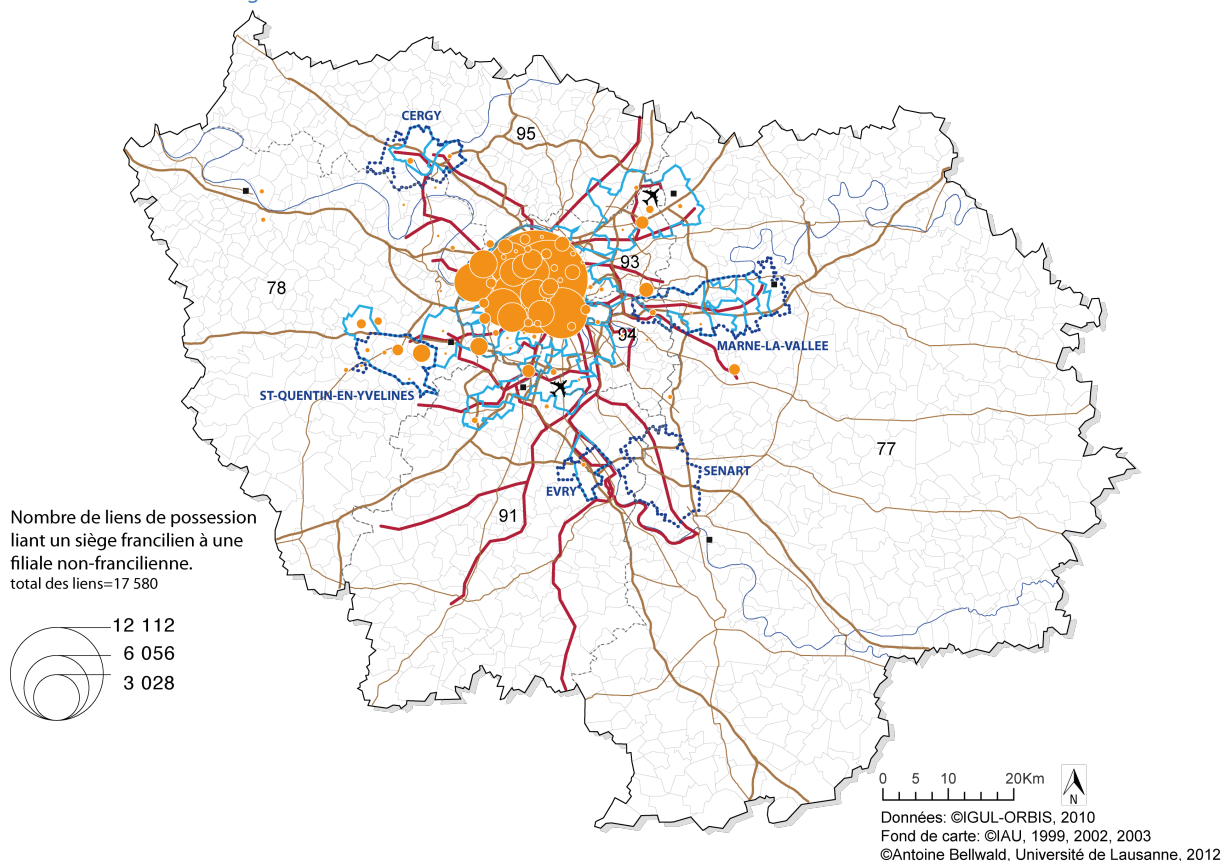 CERGY
95
93
78
94
MARNE-LA-VALLEE
ST-QUENTIN-EN-YVELINES
77
SENART
EVRY
91
Nombre de liens de possession
liant un siège francilien à une
filiale non-francilienne.
total des liens=17 580
12 112
6 056
3 028
0 5 10 20Km
N
Données: ©IGUL-ORBIS, 2010
Fond de carte: ©IAU, 1999, 2002, 2003
©Antoine Bellwald, Université de Lausanne, 2012